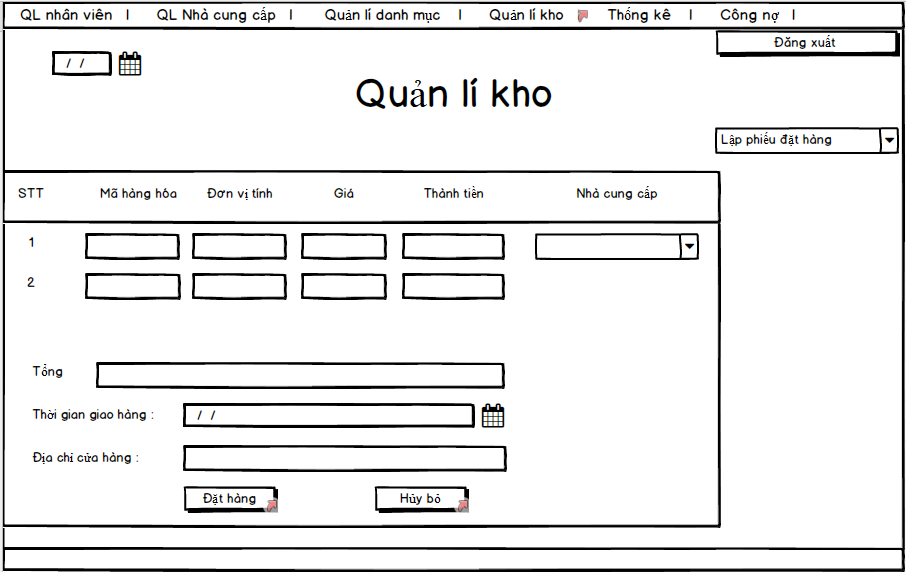 QL nhân viên I QL Nhà cung cấp I Quản lí danh mục I Quản lí kho Thống kê I Công nợ I
Đăng xuất
/ /
Quản lí kho
Lập phiếu đặt hàng
STT Mã hàng hóa Đơn vị tính Giá Thành tiền Nhà cung cấp
1
2
Tổng
Thời gian giao hàng : / /
Địa chỉ cửa hàng :
Đặt hàng Hủy bỏ